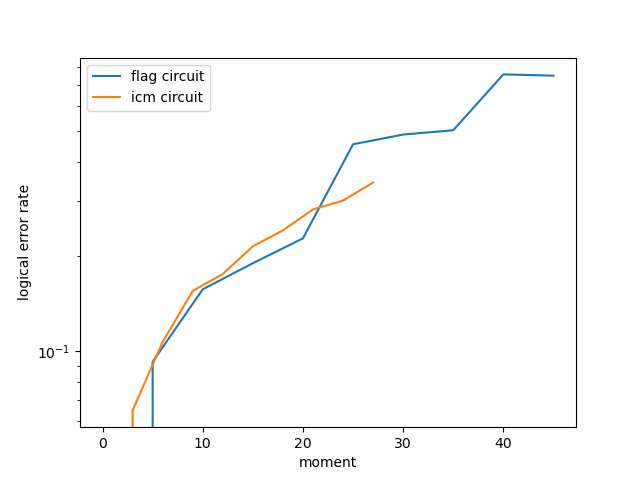 flag circuit
icm circuit
logical error rate
10⁻¹
0 10 20 30 40
moment